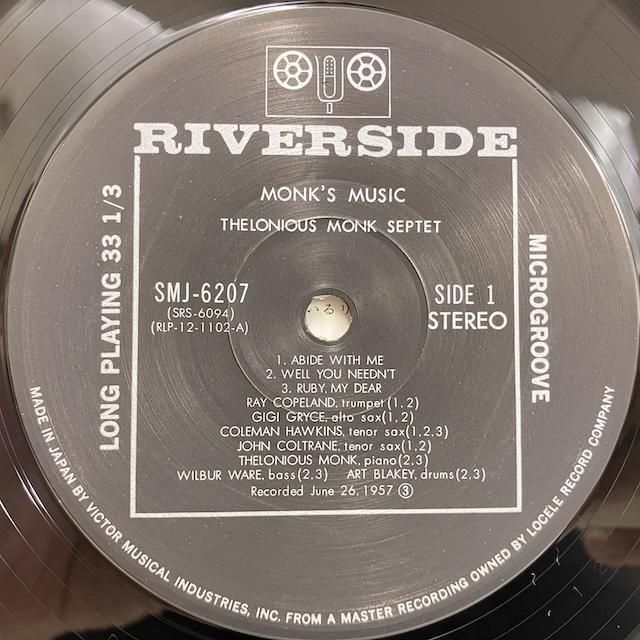 RIVERSIDE
MONK'S MUSIC
THELONIOUS MONK SEPTET
LONG PLAYING 33 1/3
MICROGROOVE
SMJ-6207
(SRS-6094)
(RLP-12-1102-A)
SIDE 1
STEREO
いるり
1. ABIDE WITH ME
2. WELL YOU NEEDN'T
3. RUBY, MY DEAR
RAY COPELAND, trumpet(1,2)
GIGI GRYCE, alto sax(1,2)
COLEMAN HAWKINS, tenor sax(1,2,3)
JOHN COLTRANE, tenor sax(1,2)
THELONIOUS MONK, piano(2,3)
WILBUR WARE, bass(2,3) ART BLAKEY, drums(2,3)
Recorded June 26, 1957 ③
MADE IN JAPAN BY VICTOR MUSICAL INDUSTRIES, INC. FROM A MASTER RECORDING OWNED BY LOCELE RECORD COMPANY